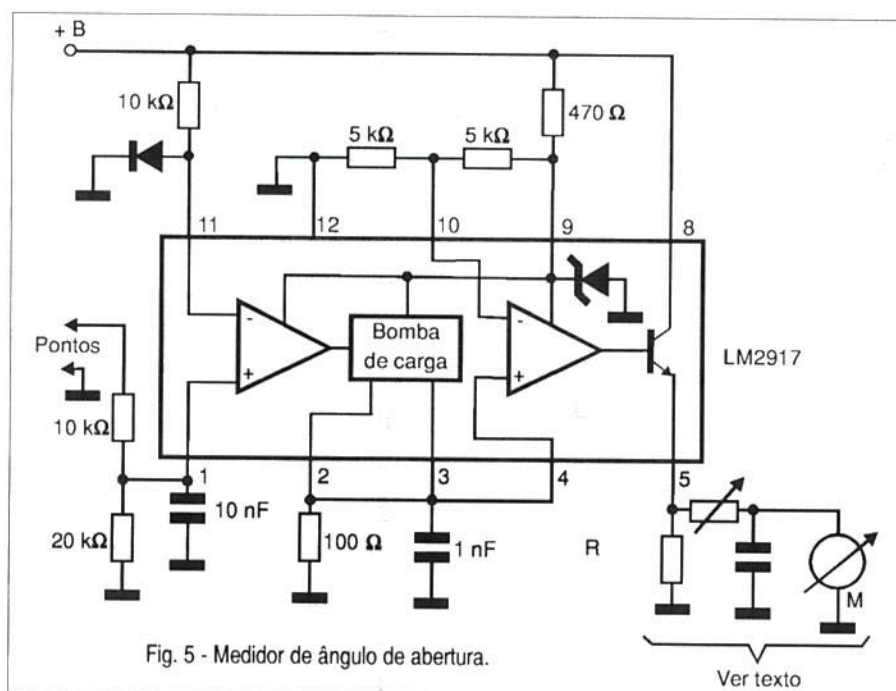 + B
10 kΩ
5 kΩ
5 kΩ
470 Ω
11
12
10
9
8
-
+
Bomba
de carga
-
+
LM2917
Pontos
10 kΩ
1
2
3
4
5
20 kΩ
10 nF
100 Ω
1 nF
R
M
Fig. 5 - Medidor de ângulo de abertura.
Ver texto